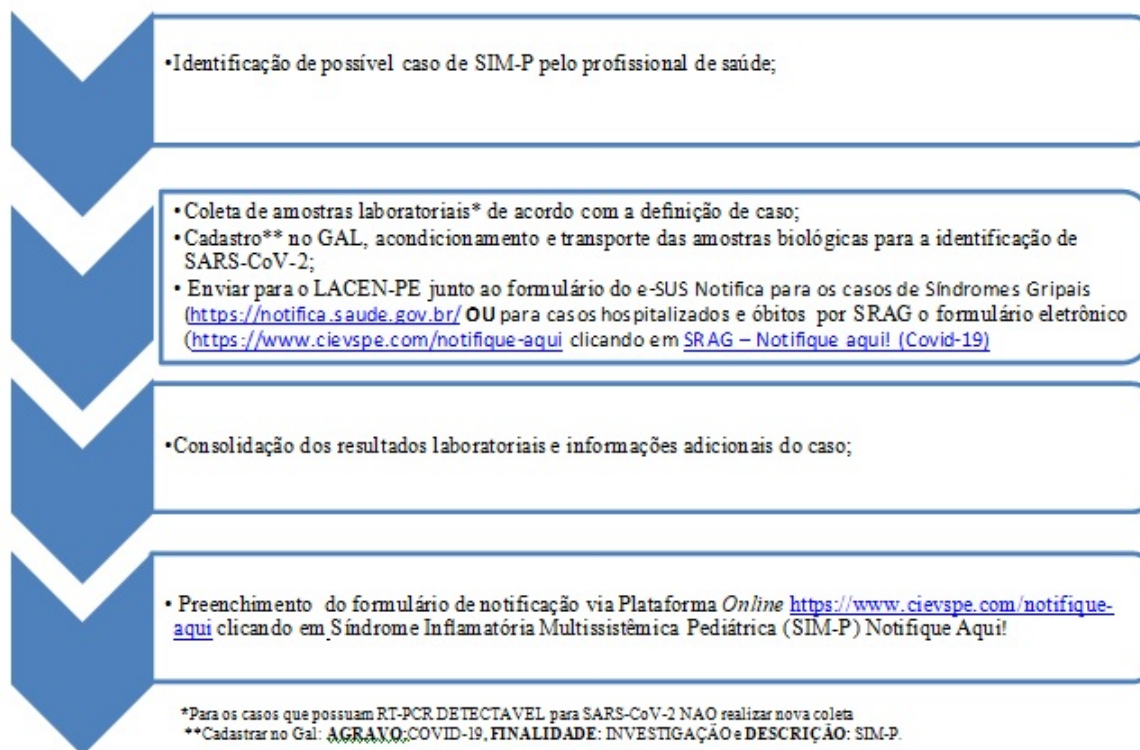 •Identificação de possível caso de SIM-P pelo profissional de saúde;
• Coleta de amostras laboratoriais* de acordo com a definição de caso;
• Cadastro** no GAL, acondicionamento e transporte das amostras biológicas para a identificação de
SARS-CoV-2;
• Enviar para o LACEN-PE junto ao formulário do e-SUS Notifica para os casos de Síndromes Gripais
(https://notifica.saude.gov.br/ OU para casos hospitalizados e óbitos por SRAG o formulário eletrônico
(https://www.cievspe.com/notifique-aqui clicando em SRAG – Notifique aqui! (Covid-19)
•Consolidação dos resultados laboratoriais e informações adicionais do caso;
• Preenchimento do formulário de notificação via Plataforma Online https://www.cievspe.com/notifique-
aqui clicando em Síndrome Inflamatória Multissistêmica Pediátrica (SIM-P) Notifique Aqui!
*Para os casos que possuam RT-PCR DETECTAVEL para SARS-CoV-2 NAO realizar nova coleta
**Cadastrar no Gal: AGRAVO:COVID-19, FINALIDADE: INVESTIGAÇÃO e DESCRIÇÃO: SIM-P.